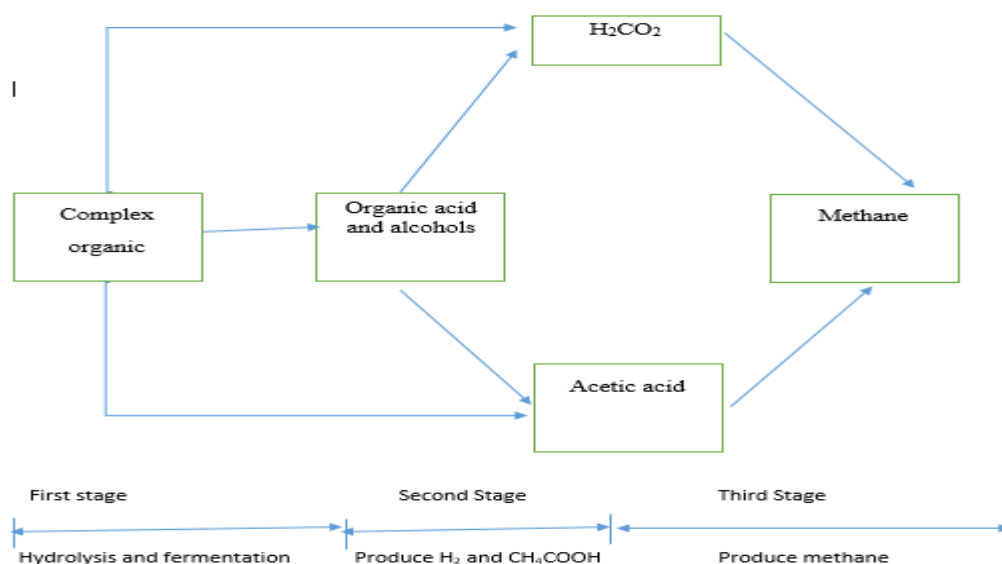 H₂CO₂
l
Complex
organic
Organic acid
and alcohols
Methane
Acetic acid
First stage
Second Stage
Third Stage
Hydrolysis and fermentation
Produce H₂ and CH₄COOH
Produce methane